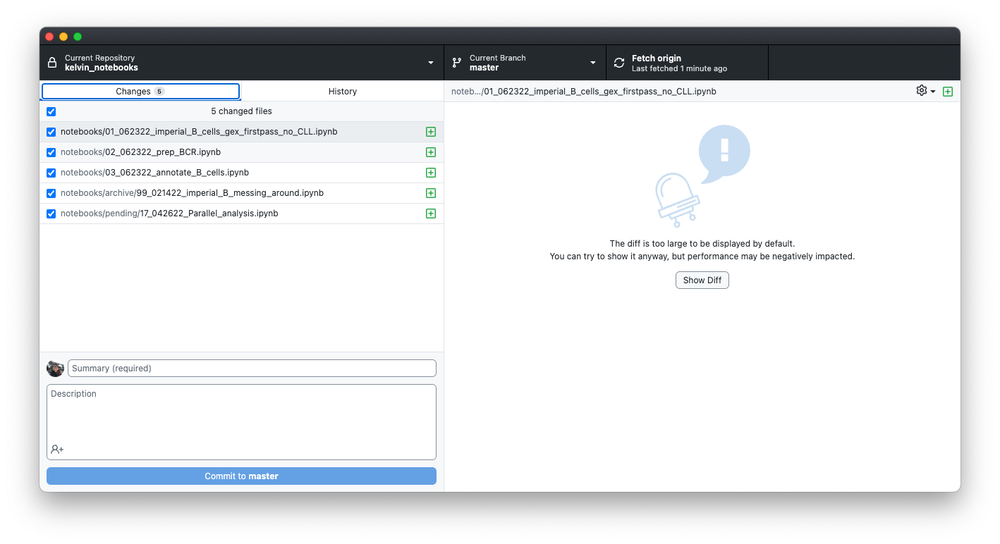 Current Repository
kelvin_notebooks
Current Branch
master
Fetch origin
Last fetched 1 minute ago
Changes 5
History
5 changed files
notebooks/01_062322_imperial_B_cells_gex_firstpass_no_CLL.ipynb
notebooks/02_062322_prep_BCR.ipynb
notebooks/03_062322_annotate_B_cells.ipynb
notebooks/archive/99_021422_imperial_B_messing_around.ipynb
notebooks/pending/17_042622_Parallel_analysis.ipynb
Summary (required)
Description
Commit to master
noteb.../01_062322_imperial_B_cells_gex_firstpass_no_CLL.ipynb
The diff is too large to be displayed by default.
You can try to show it anyway, but performance may be negatively impacted.
Show Diff